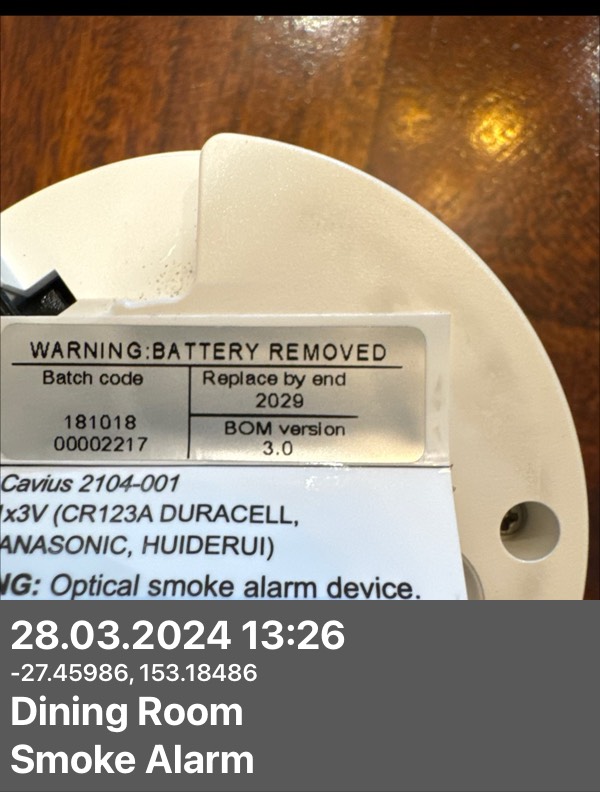 WARNING:BATTERY REMOVED
Batch code
181018
00002217
Replace by end
2029
BOM version
3.0
Cavius 2104-001
1x3V (CR123A DURACELL,
ANASONIC, HUIDERUI)
NG: Optical smoke alarm device.
28.03.2024 13:26
-27.45986, 153.18486
Dining Room
Smoke Alarm